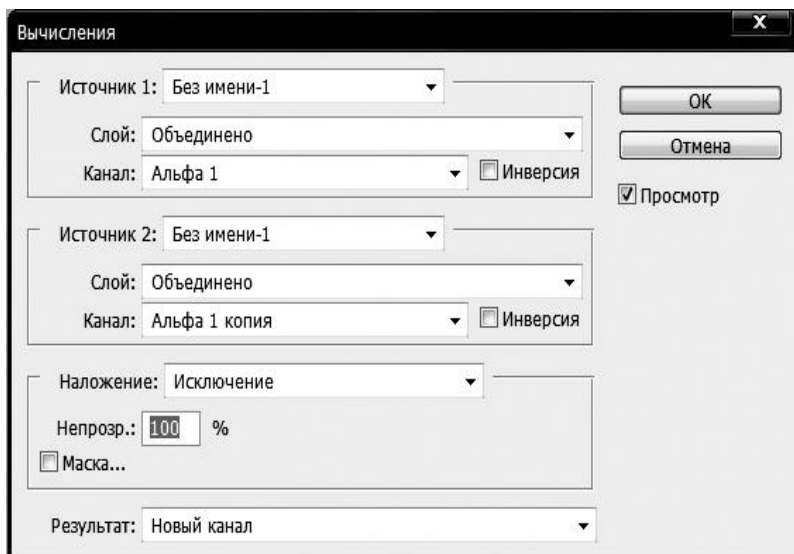 Вычисления
X
Источник 1: Без имени-1
OK
Слой: Объединено
Отмена
Канал: Альфа 1
Инверсия
Просмотр
Источник 2: Без имени-1
Слой: Объединено
Канал: Альфа 1 копия
Инверсия
Наложение: Исключение
Непрозр.: 100 %
Маска...
Результат: Новый канал